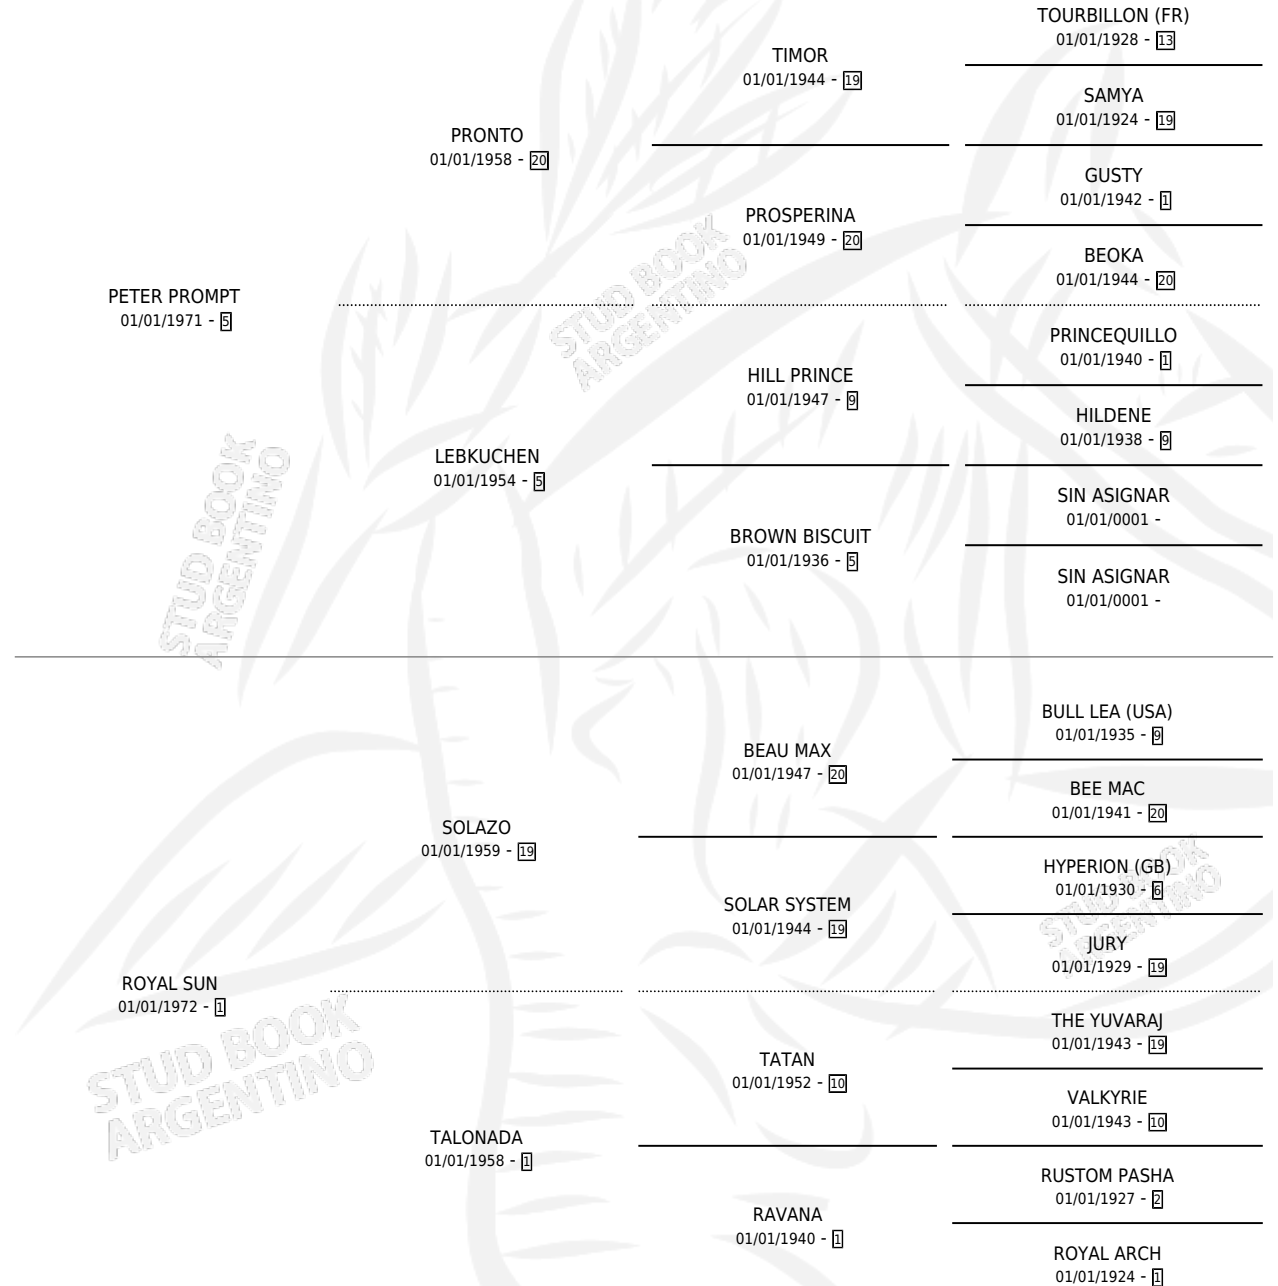 TOURBILLON (FR)
01/01/1928 - 13
TIMOR
01/01/1944 - 19
SAMYA
01/01/1924 - 19
PRONTO
01/01/1958 - 20
GUSTY
01/01/1942 - 1
PROSPERINA
01/01/1949 - 20
BEOKA
01/01/1944 - 20
PETER PROMPT
01/01/1971 - 5
PRINCEQUILLO
01/01/1940 - 1
HILL PRINCE
01/01/1947 - 9
HILDENE
01/01/1938 - 9
LEBKUCHEN
01/01/1954 - 5
SIN ASIGNAR
01/01/0001 -
BROWN BISCUIT
01/01/1936 - 5
SIN ASIGNAR
01/01/0001 -
BULL LEA (USA)
01/01/1935 - 9
BEAU MAX
01/01/1947 - 20
BEE MAC
01/01/1941 - 20
SOLAZO
01/01/1959 - 19
HYPERION (GB)
01/01/1930 - 6
SOLAR SYSTEM
01/01/1944 - 19
JURY
01/01/1929 - 19
ROYAL SUN
01/01/1972 - 1
THE YUVARAJ
01/01/1943 - 19
TATAN
01/01/1952 - 10
VALKYRIE
01/01/1943 - 10
TALONADA
01/01/1958 - 1
RUSTOM PASHA
01/01/1927 - 2
RAVANA
01/01/1940 - 1
ROYAL ARCH
01/01/1924 - 1
STUD BOOK
ARGENTINO
STUD BOOK
ARGENTINO
STUD BOOK
ARGENTINO
STUD BOOK
ARGENTINO